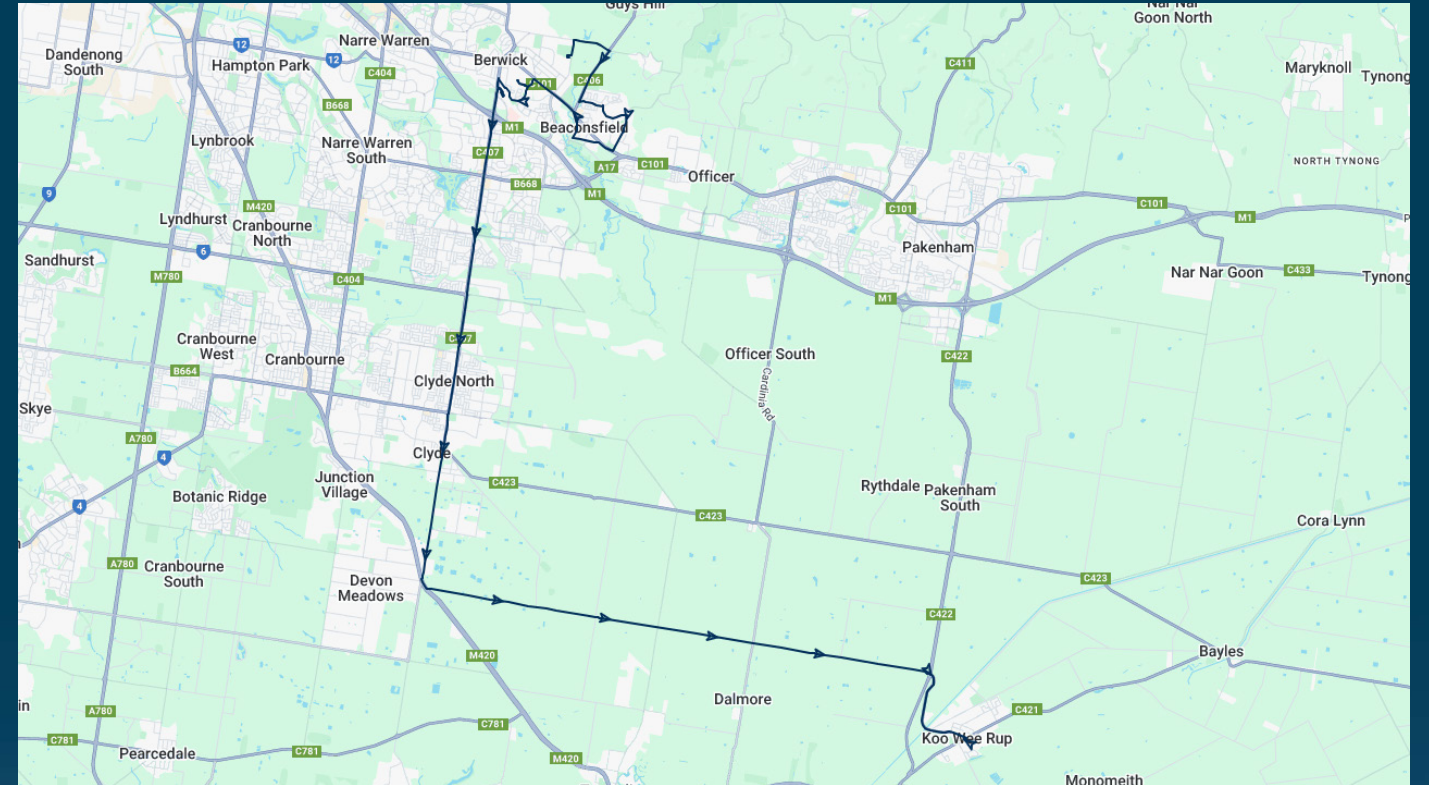 Guys Hill
Nar Nar
Goon North
Narre Warren
12
Dandenong
South
Hampton Park
12
Berwick
C404
C101
C406
C411
Maryknoll
Tynong
B668
Lynbrook
Narre Warren
South
M1
Beaconsfield
C407
A17
C101
Officer
NORTH TYNONG
B668
M1
9
M420
Lyndhurst
Cranbourne
North
C101
C101
M1
Pakenham
6
Sandhurst
M780
C404
M1
Nar Nar Goon
C433
Tynong
Cranbourne
West
Cranbourne
Officer South
C422
B664
Clyde North
Cardinia Rd
Skye
A780
4
Clyde
Junction
Village
C423
Botanic Ridge
4
Rythdale
Pakenham
South
C423
Cora Lynn
A780
Cranbourne
South
Devon
Meadows
C423
C422
M420
Bayles
Dalmore
in
A780
C781
C421
C781
Pearcedale
C781
Koo Wee Rup
M420
Monomeith